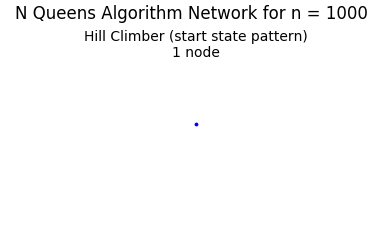 N Queens Algorithm Network for n = 1000
Hill Climber (start state pattern)
1 node